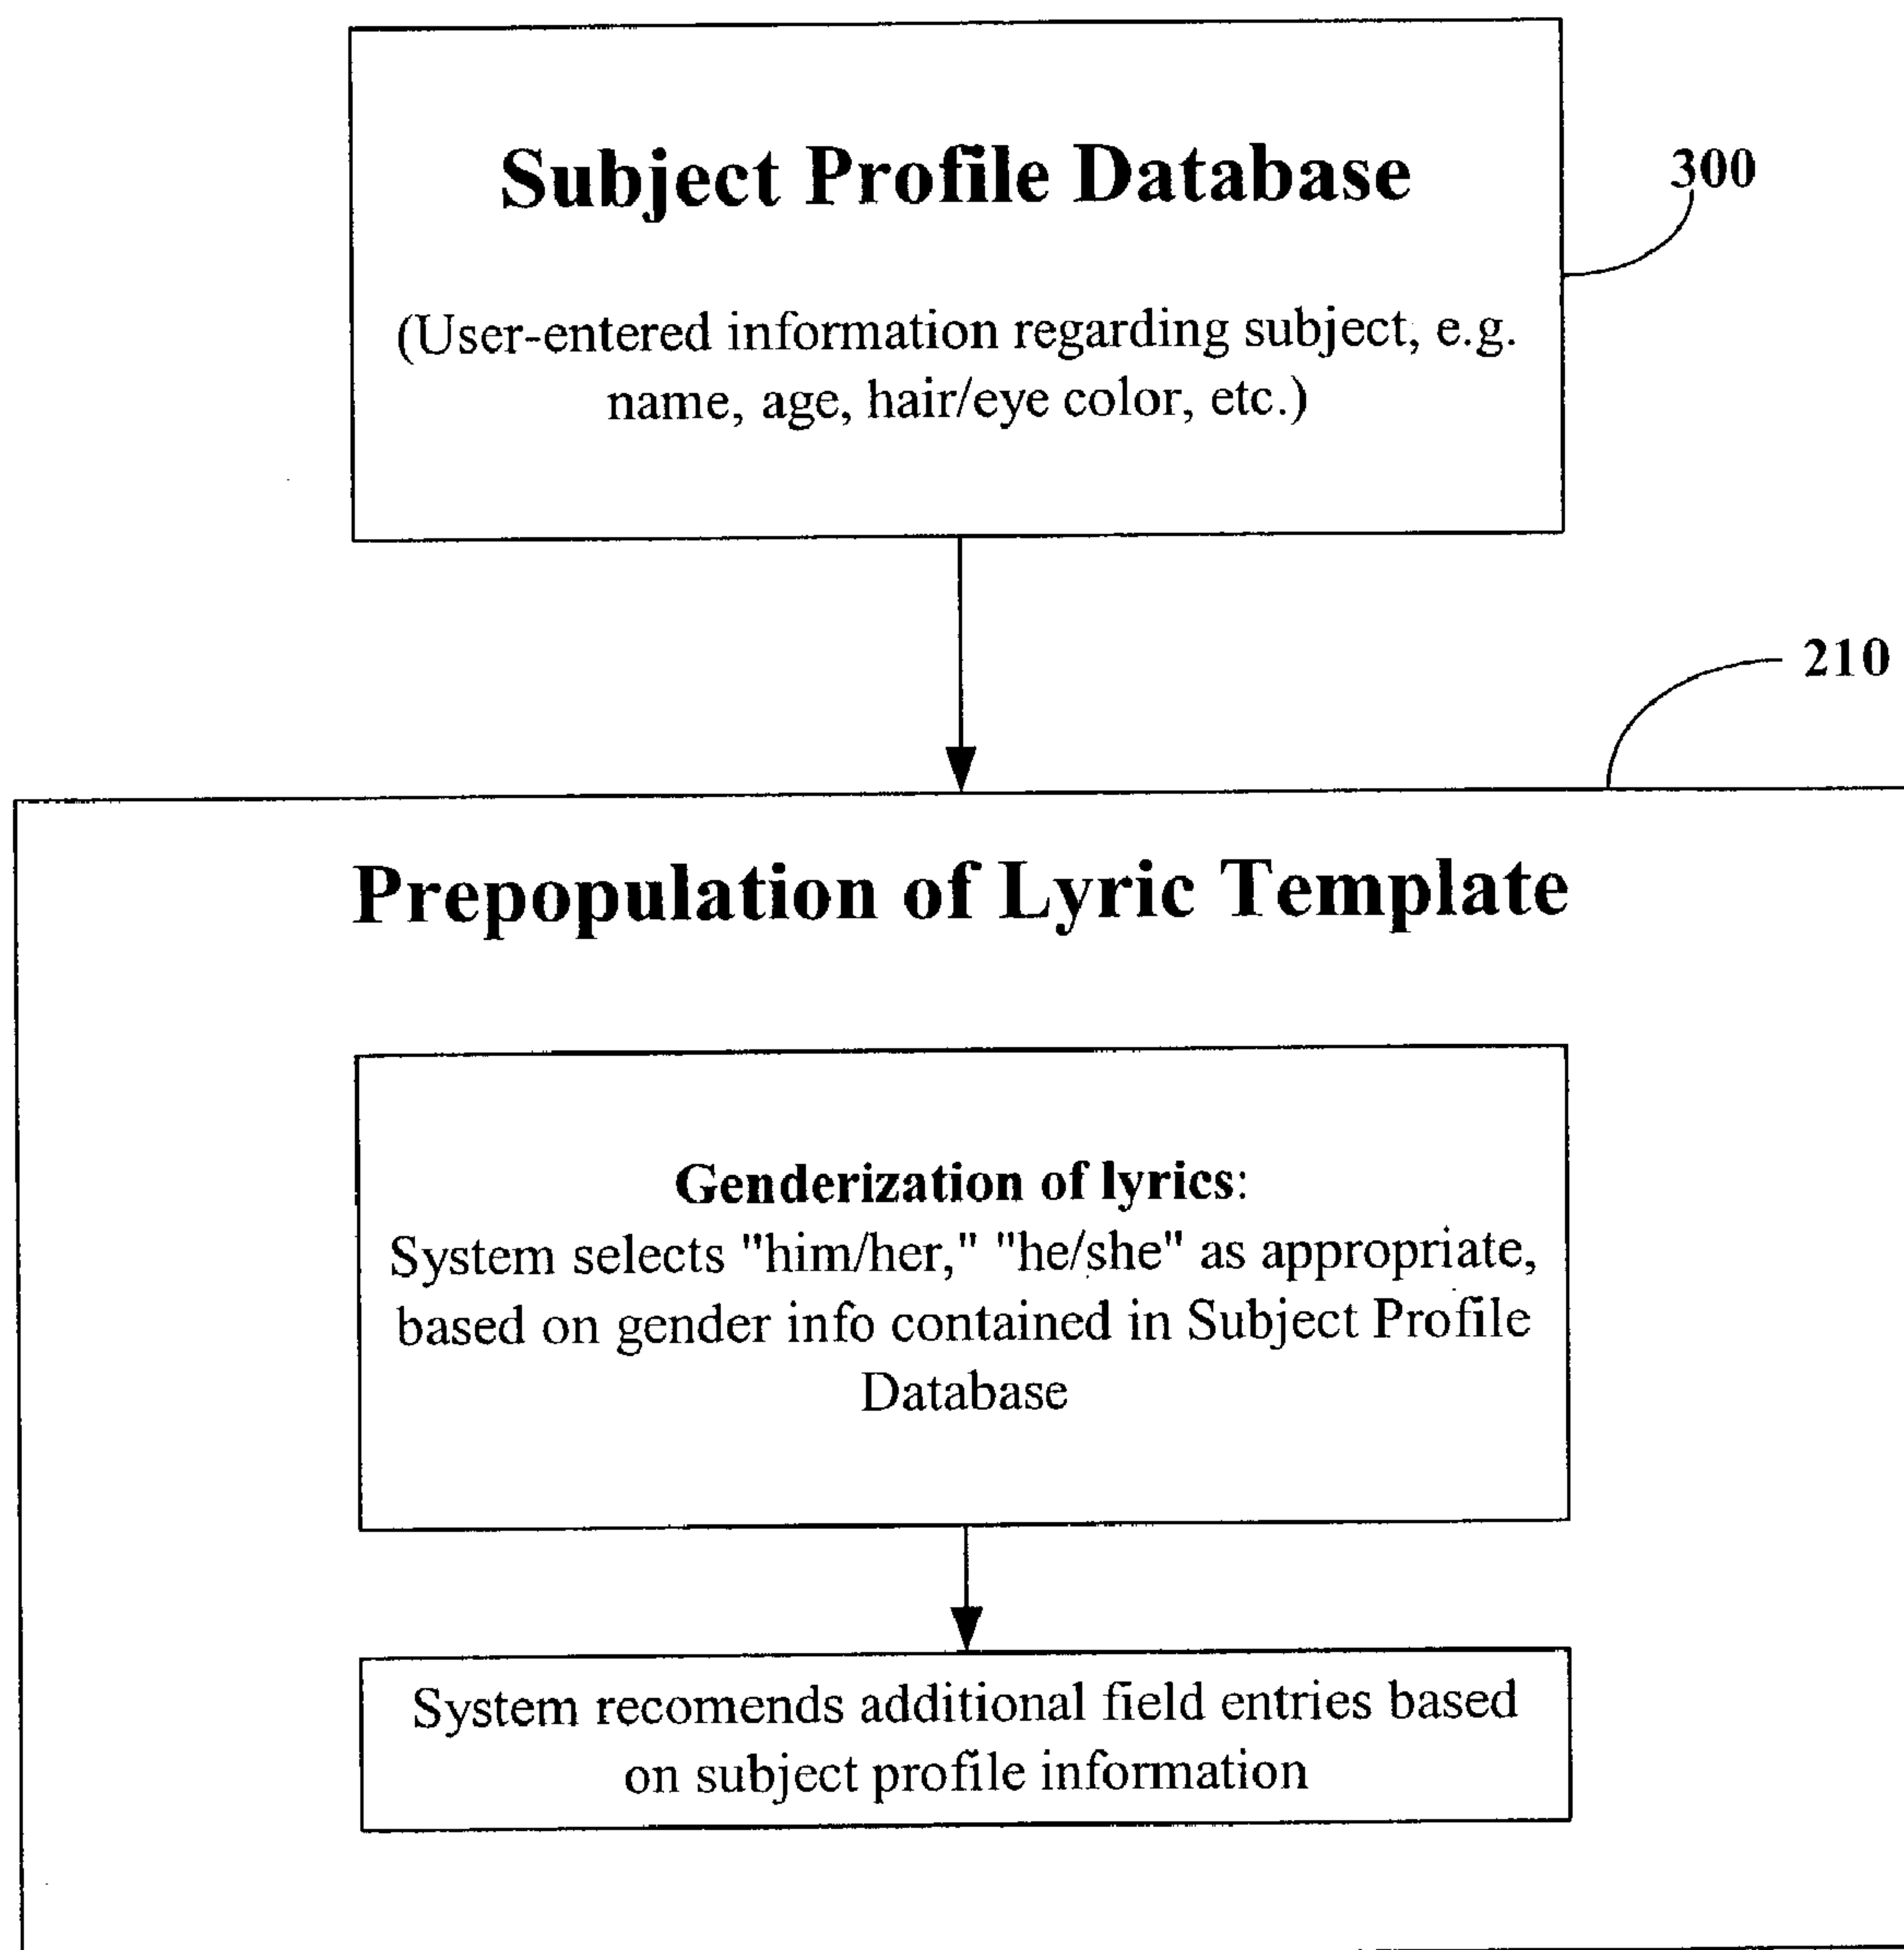 Subject Profile Database
300
(User-entered information regarding subject, e.g.
name, age, hair/eye color, etc.)
210
Prepopulation of Lyric Template
Genderization of lyrics:
System selects "him/her," "he/she" as appropriate,
based on gender info contained in Subject Profile
Database
System recomends additional field entries based
on subject profile information